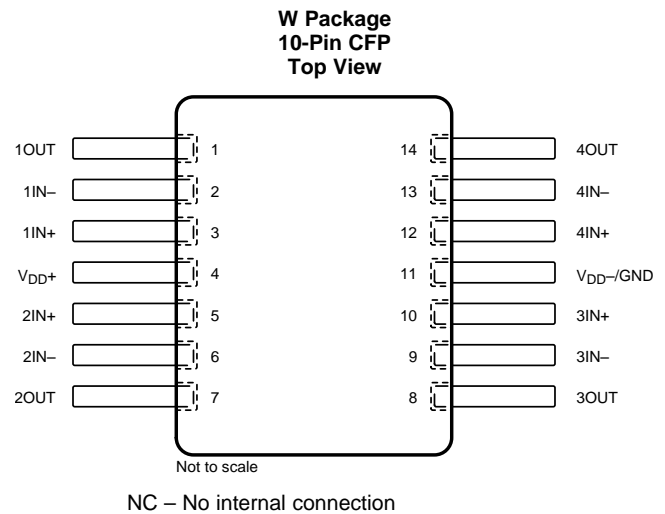 W Package
10-Pin CFP
Top View
1OUT 1 14 4OUT
1IN– 2 13 4IN–
1IN+ 3 12 4IN+
VDD+ 4 11 VDD–/GND
2IN+ 5 10 3IN+
2IN– 6 9 3IN–
2OUT 7 8 3OUT
Not to scale
NC – No internal connection